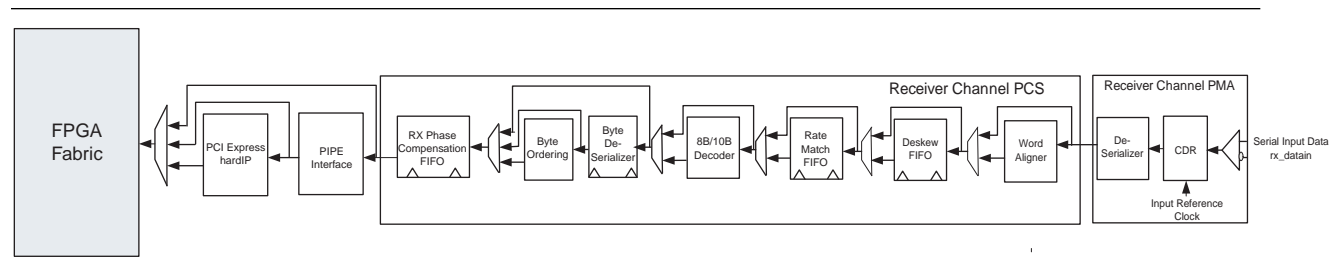 Receiver Channel PCS
Receiver Channel PMA
FPGA
Fabric
PCI Express
hardIP
PIPE
Interface
RX Phase
Compensation
FIFO
Byte
Ordering
Byte
De-
Serializer
8B/10B
Decoder
Rate
Match
FIFO
Deskew
FIFO
Word
Aligner
De-
Serializer
CDR
Serial Input Data
rx_datain
Input Reference
Clock